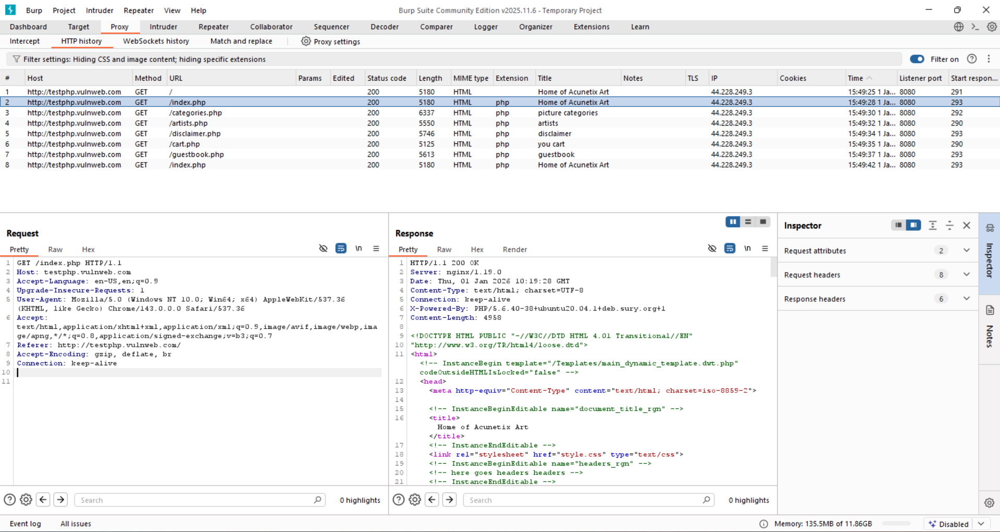 Burp Project Intruder Repeater View Help Burp Suite Community Edition v2025.11.6 - Temporary Project
Dashboard Target Proxy Intruder Repeater Collaborator Sequencer Decoder Comparer Logger Organizer Extensions Learn
Intercept HTTP history WebSockets history Match and replace Proxy settings
Filter settings: Hiding CSS and image content; hiding specific extensions Filter on
# Host Method URL Params Edited Status code Length MIME type Extension Title Notes TLS IP Cookies Time Listener port Start respon...
1 http://testphp.vulnweb.com GET / 200 5180 HTML Home of Acunetix Art 44.228.249.3 15:49:25 1 Ja... 8080 291
2 http://testphp.vulnweb.com GET /index.php 200 5180 HTML php Home of Acunetix Art 44.228.249.3 15:49:28 1 Ja... 8080 293
3 http://testphp.vulnweb.com GET /categories.php 200 6337 HTML php picture categories 44.228.249.3 15:49:30 1 Ja... 8080 292
4 http://testphp.vulnweb.com GET /artists.php 200 5550 HTML php artists 44.228.249.3 15:49:32 1 Ja... 8080 290
5 http://testphp.vulnweb.com GET /disclaimer.php 200 5746 HTML php disclaimer 44.228.249.3 15:49:34 1 Ja... 8080 293
6 http://testphp.vulnweb.com GET /cart.php 200 5125 HTML php you cart 44.228.249.3 15:49:35 1 Ja... 8080 290
7 http://testphp.vulnweb.com GET /guestbook.php 200 5613 HTML php guestbook 44.228.249.3 15:49:37 1 Ja... 8080 293
8 http://testphp.vulnweb.com GET /index.php 200 5180 HTML php Home of Acunetix Art 44.228.249.3 15:49:42 1 Ja... 8080 293
Request
Pretty Raw Hex \n
1 GET /index.php HTTP/1.1
2 Host: testphp.vulnweb.com
3 Accept-Language: en-US,en;q=0.9
4 Upgrade-Insecure-Requests: 1
5 User-Agent: Mozilla/5.0 (Windows NT 10.0; Win64; x64) AppleWebKit/537.36
(KHTML, like Gecko) Chrome/143.0.0.0 Safari/537.36
6 Accept:
text/html,application/xhtml+xml,application/xml;q=0.9,image/avif,image/webp,ima
ge/apng,*/*;q=0.8,application/signed-exchange;v=b3;q=0.7
7 Referer: http://testphp.vulnweb.com/
8 Accept-Encoding: gzip, deflate, br
9 Connection: keep-alive
10
11
Search 0 highlights
Response
Pretty Raw Hex Render \n
1 HTTP/1.1 200 OK
2 Server: nginx/1.19.0
3 Date: Thu, 01 Jan 2026 10:19:28 GMT
4 Content-Type: text/html; charset=UTF-8
5 Connection: keep-alive
6 X-Powered-By: PHP/5.6.40-38+ubuntu20.04.1+deb.sury.org+1
7 Content-Length: 4958
8
9 <!DOCTYPE HTML PUBLIC "-//W3C//DTD HTML 4.01 Transitional//EN"
10 "http://www.w3.org/TR/html4/loose.dtd">
11 <html>
<!-- InstanceBegin template="/Templates/main_dynamic_template.dwt.php"
codeOutsideHTMLIsLocked="false" -->
12 <head>
13 <meta http-equiv="Content-Type" content="text/html; charset=iso-8859-2">
14
15 <!-- InstanceBeginEditable name="document_title_rgn" -->
16 <title>
Home of Acunetix Art
</title>
17 <!-- InstanceEndEditable -->
18 <link rel="stylesheet" href="style.css" type="text/css">
19 <!-- InstanceBeginEditable name="headers_rgn" -->
20 <!-- here goes headers headers -->
21 <!-- InstanceEndEditable -->
Search 0 highlights
Inspector
Request attributes 2
Request headers 8
Response headers 6
Inspector
Notes
Event log All issues Memory: 135.5MB of 11.86GB Disabled